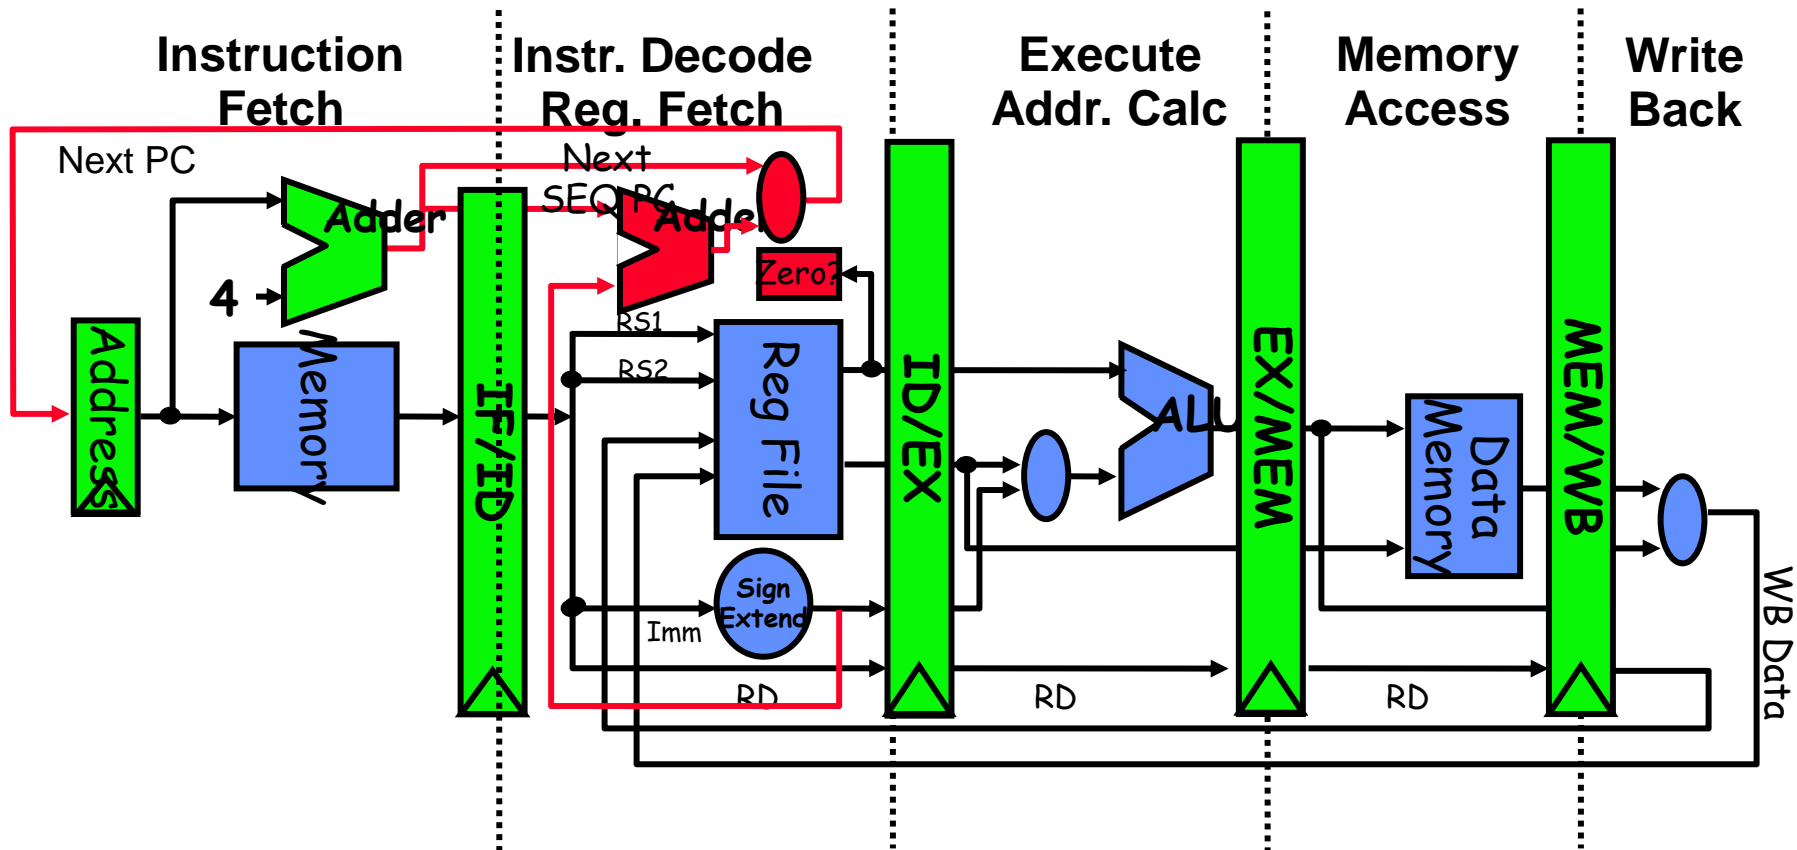 Instruction
Fetch
Instr. Decode
Reg. Fetch
Execute
Addr. Calc
Memory
Access
Write
Back
Next PC
Next
SEQ PC
Adder
Adder
Zero?
4
RS1
RS2
Address
Memory
IF/ID
Reg File
ID/EX
ALU
EX/MEM
Data
Memory
MEM/WB
Sign
Extend
Imm
RD
RD
RD
WB Data